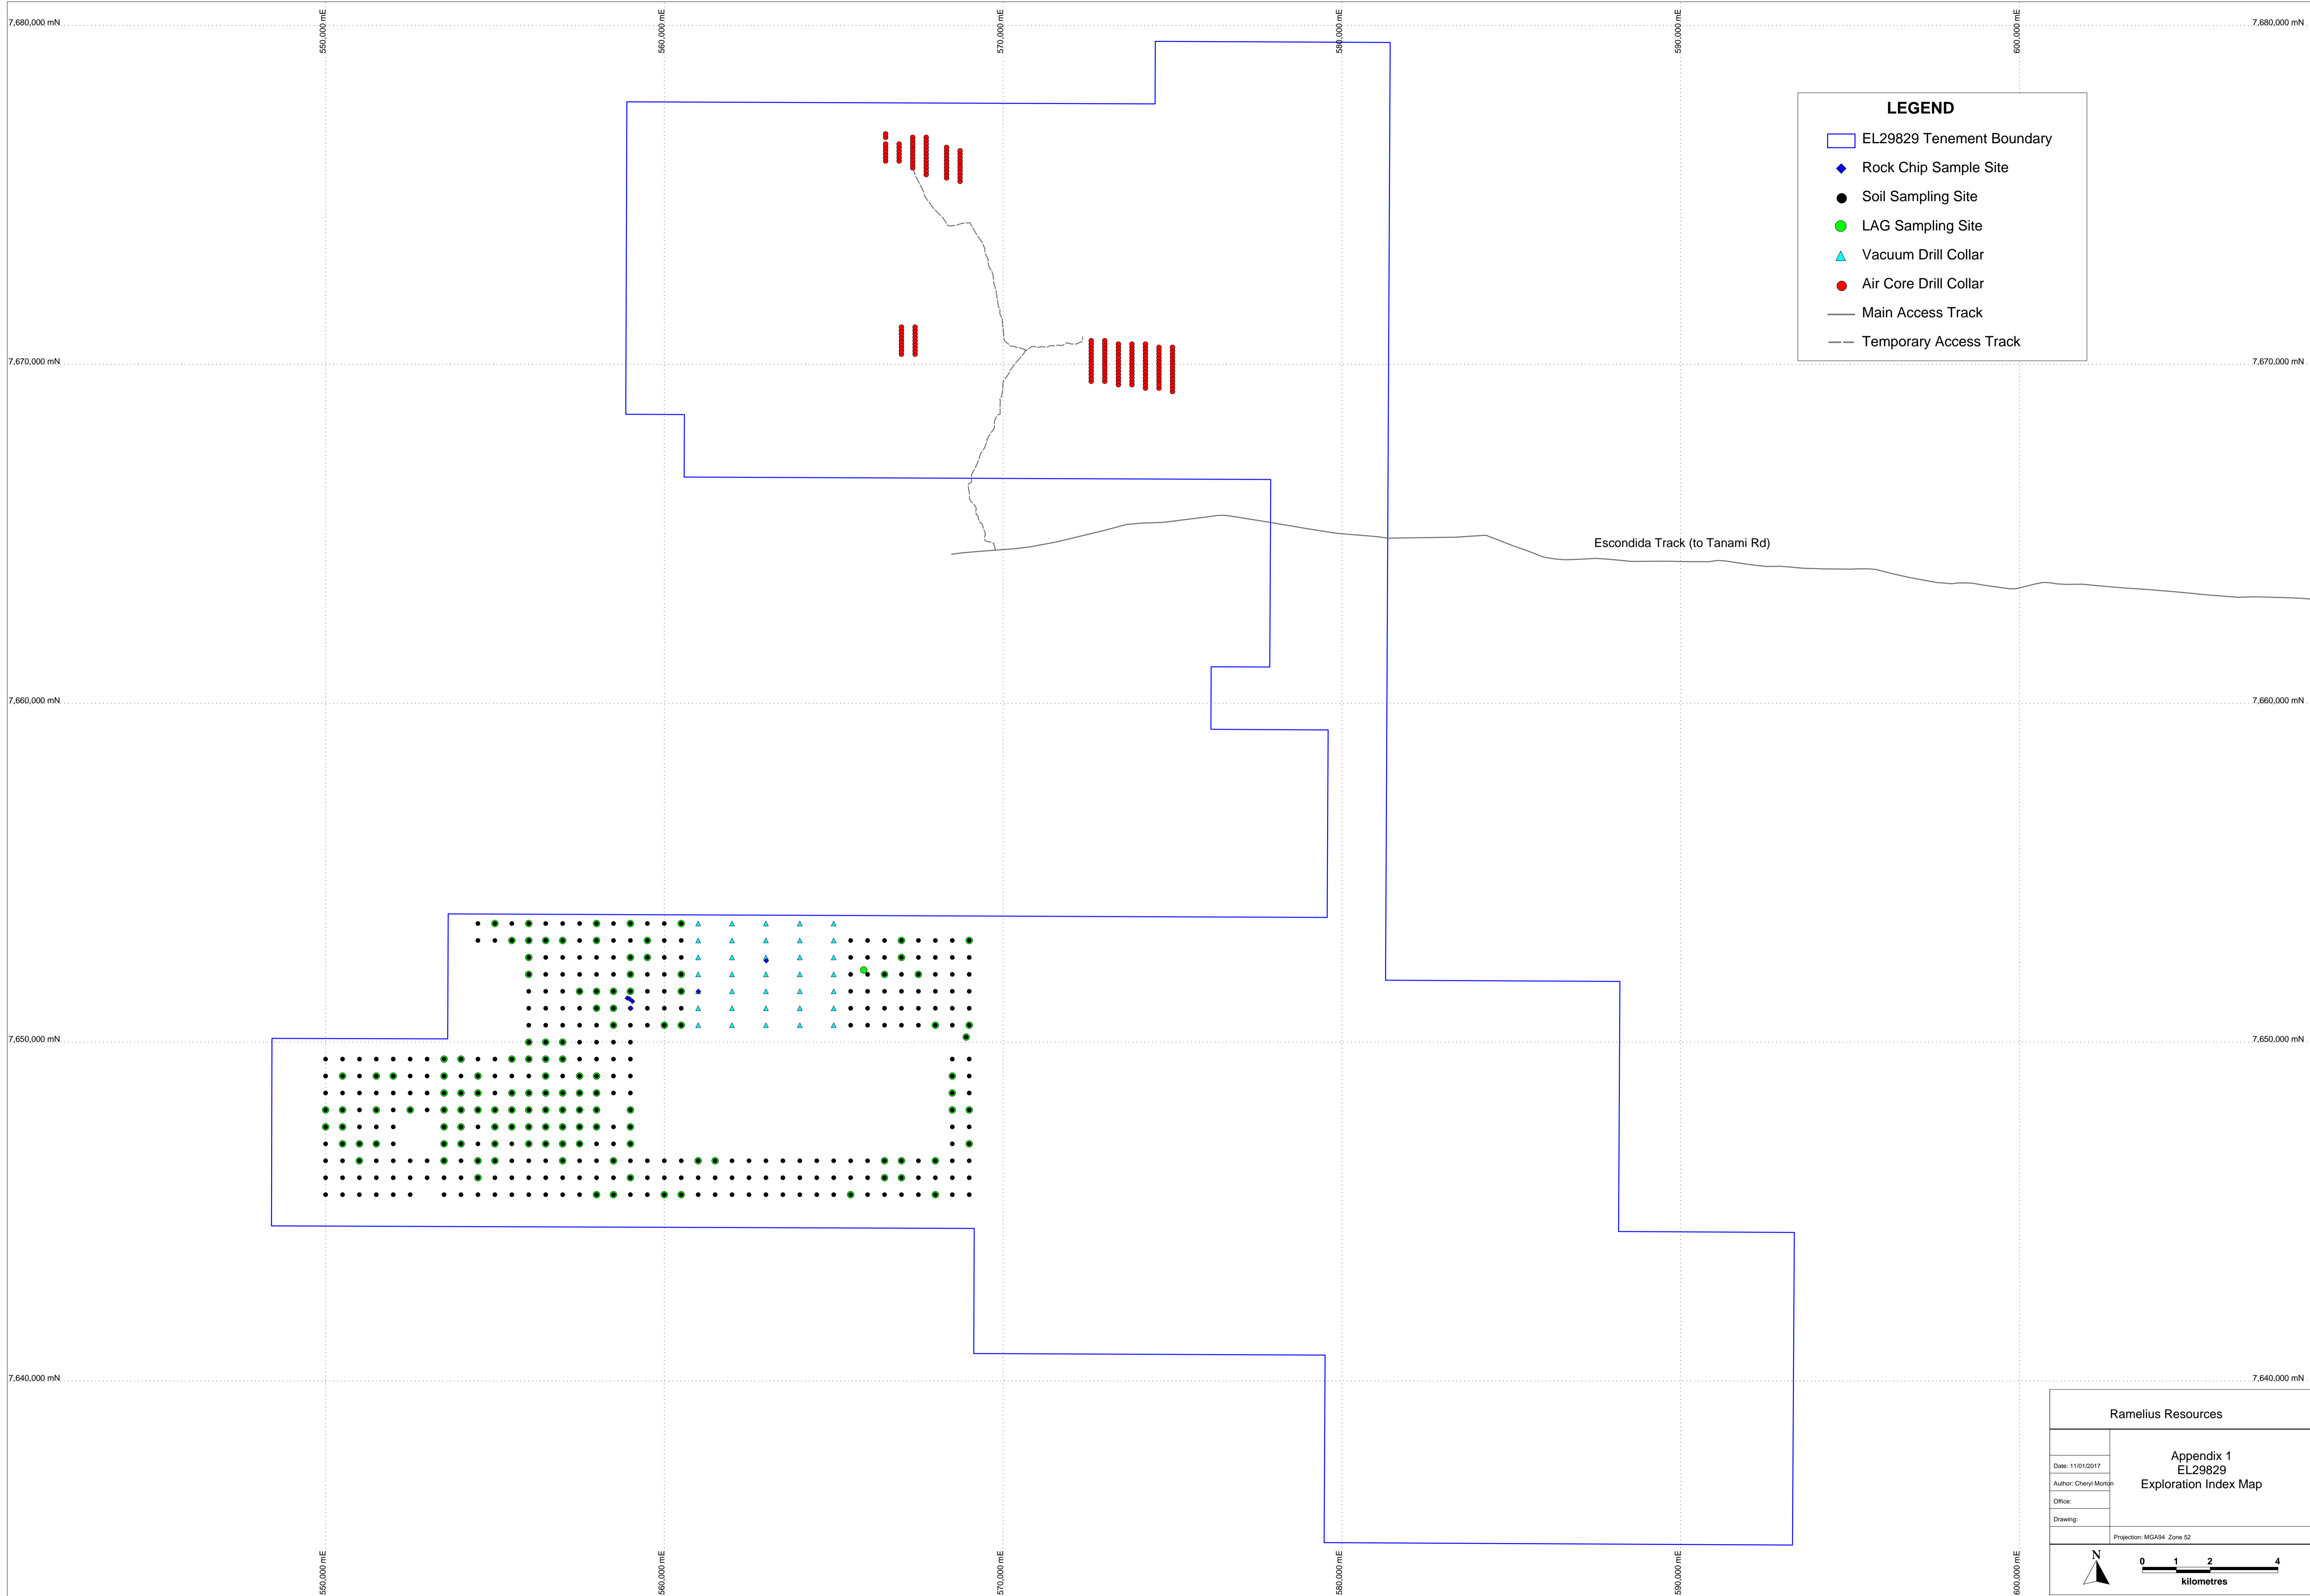 550,000 mE
560,000 mE
570,000 mE
580,000 mE
590,000 mE
600,000 mE
7,680,000 mN
7,680,000 mN
LEGEND
EL29829 Tenement Boundary
Rock Chip Sample Site
Soil Sampling Site
LAG Sampling Site
Vacuum Drill Collar
Air Core Drill Collar
Main Access Track
Temporary Access Track
7,670,000 mN
7,670,000 mN
Escondida Track (to Tanami Rd)
7,660,000 mN
7,660,000 mN
7,650,000 mN
7,650,000 mN
7,640,000 mN
7,640,000 mN
Ramelius Resources
Appendix 1
EL29829
Exploration Index Map
Date: 11/01/2017
Author: Cheryl Morton
Office:
Drawing:
Projection: MGA94 Zone 52
N
0 1 2 4
kilometres
550,000 mE
560,000 mE
570,000 mE
580,000 mE
590,000 mE
600,000 mE